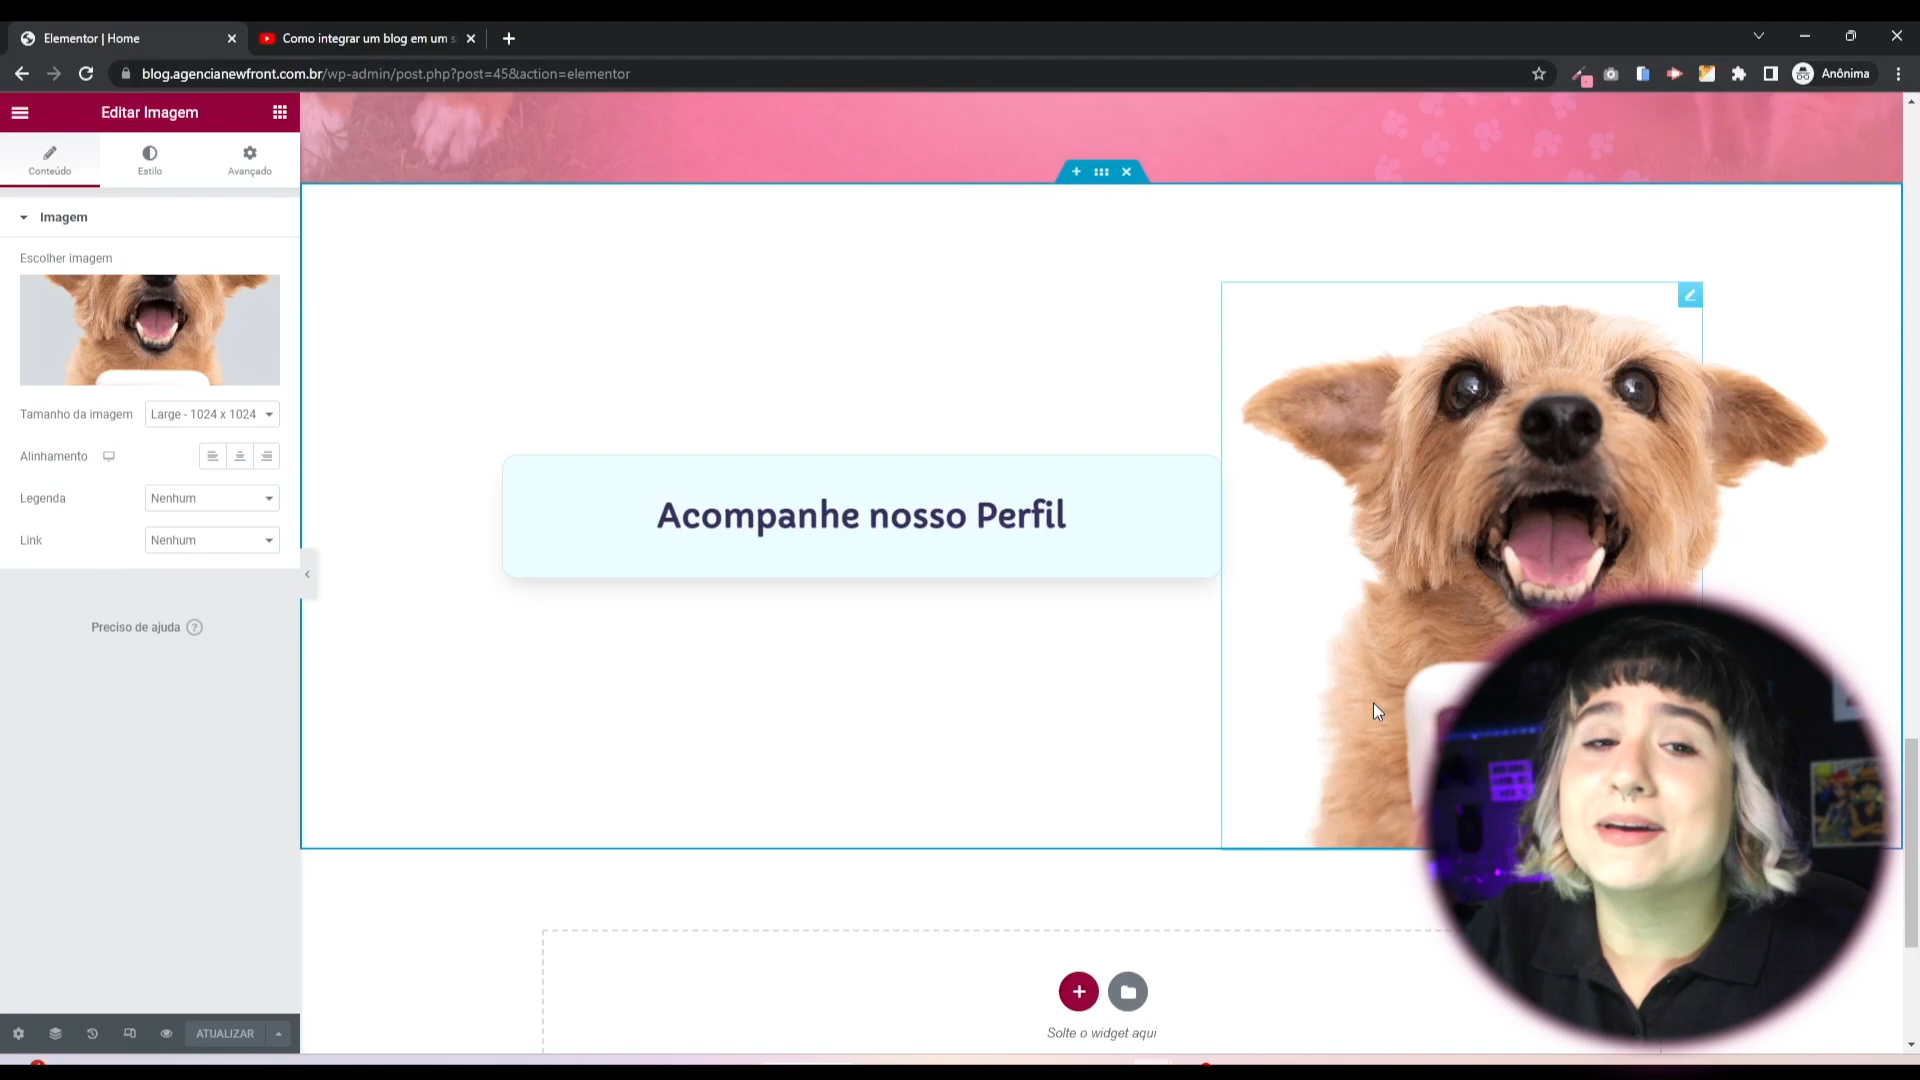 Elementor | Home
Como integrar um blog em um s
blog.agencianewfront.com.br/wp-admin/post.php?post=45&action=elementor
Anônima
Editar Imagem
Conteúdo
Estilo
Avançado
Imagem
Escolher imagem
Tamanho da imagem
Large - 1024 x 1024
Alinhamento
Legenda
Nenhum
Link
Nenhum
Preciso de ajuda ?
ATUALIZAR
Acompanhe nosso Perfil
Solte o widget aqui